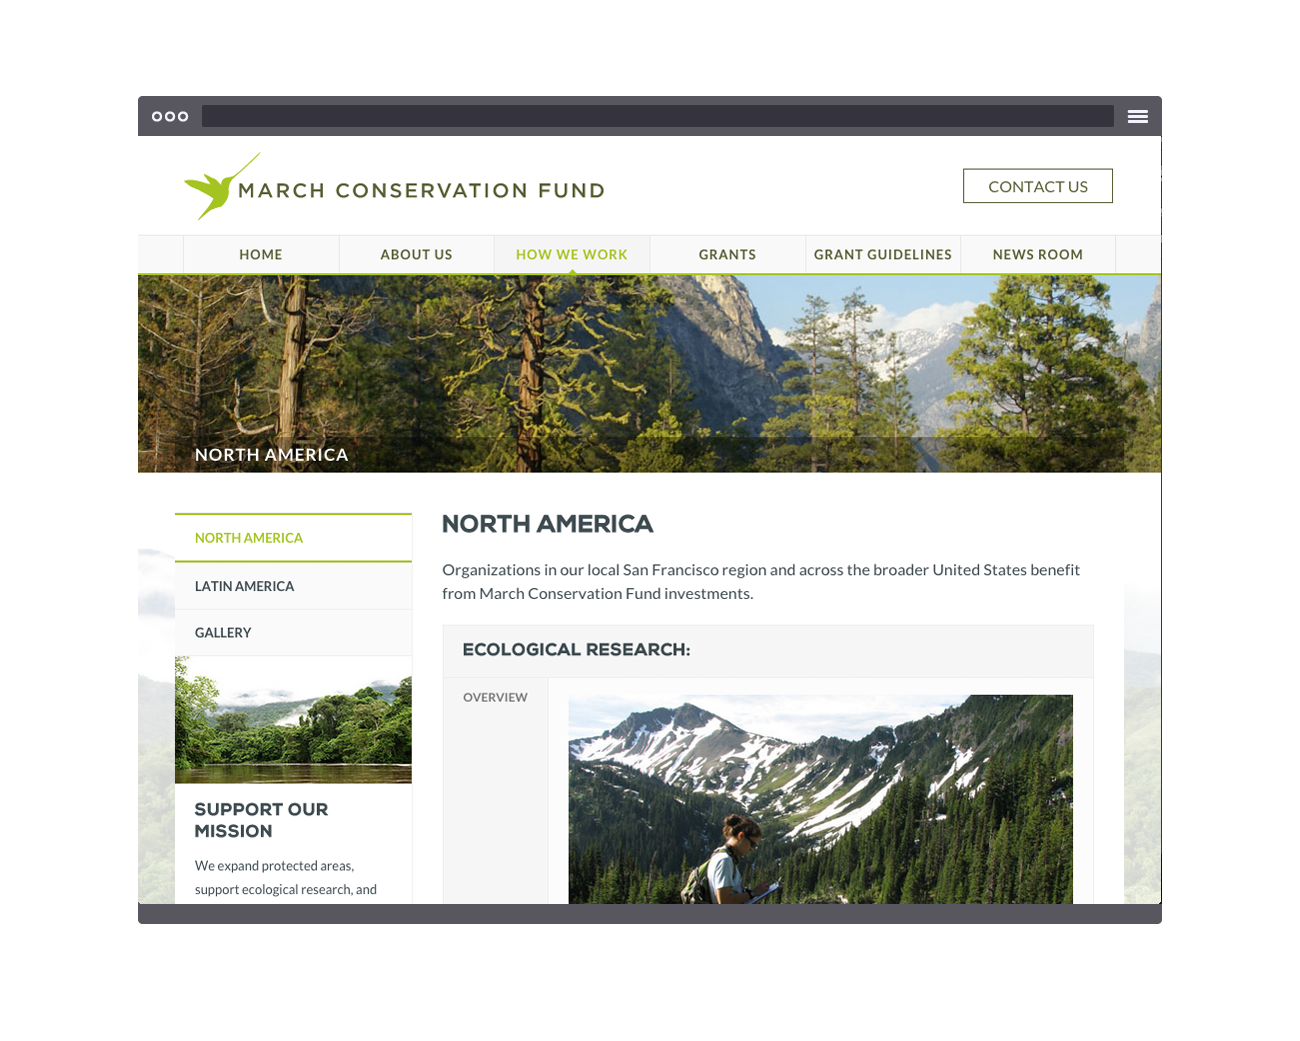 MARCH CONSERVATION FUND
CONTACT US
HOME
ABOUT US
HOW WE WORK
GRANTS
GRANT GUIDELINES
NEWS ROOM
NORTH AMERICA
NORTH AMERICA
LATIN AMERICA
GALLERY
SUPPORT OUR
MISSION
We expand protected areas,
support ecological research, and
NORTH AMERICA
Organizations in our local San Francisco region and across the broader United States benefit
from March Conservation Fund investments.
ECOLOGICAL RESEARCH:
OVERVIEW